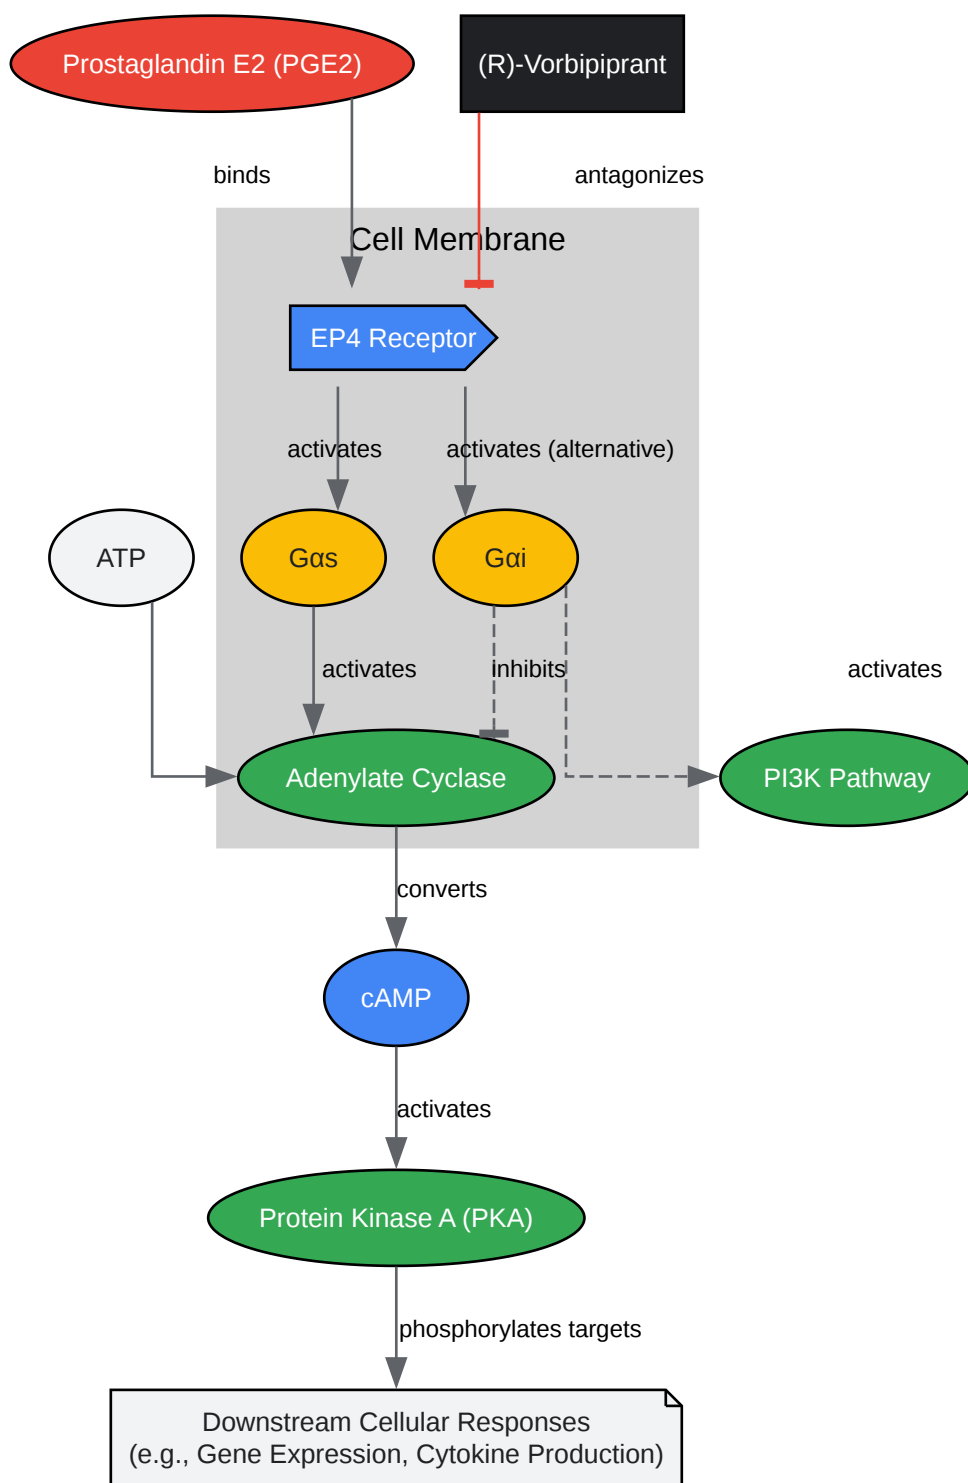 Prostaglandin E2 (PGE2)
(R)-Vorbipiprant
binds
antagonizes
Cell Membrane
EP4 Receptor
activates
activates (alternative)
ATP
Gαs
Gαi
activates
inhibits
activates
Adenylate Cyclase
PI3K Pathway
converts
cAMP
activates
Protein Kinase A (PKA)
phosphorylates targets
Downstream Cellular Responses
(e.g., Gene Expression, Cytokine Production)